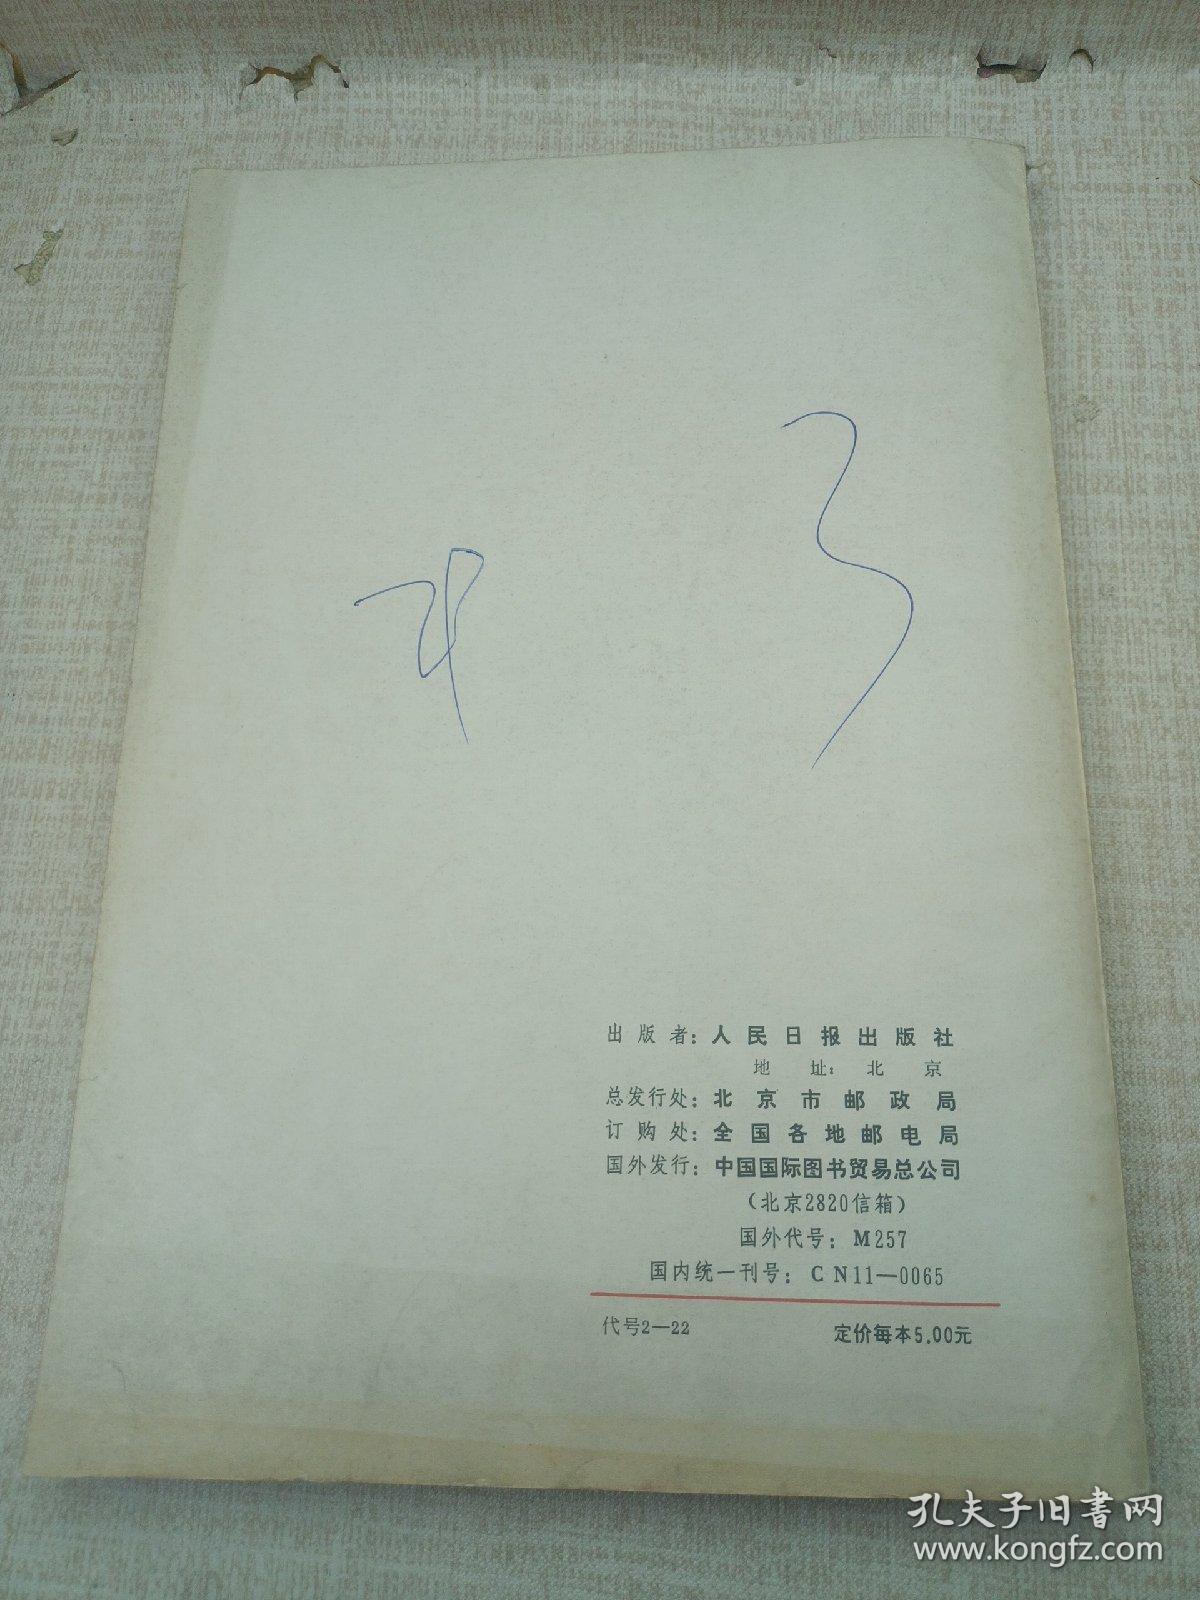 出版者：人民日报出版社
地址：北京
总发行处：北京市邮政局
订购处：全国各地邮电局
国外发行：中国国际图书贸易总公司
（北京2820信箱）
国外代号：M257
国内统一刊号：CN11—0065
代号2—22 定价每本5.00元
孔夫子旧书网
www.kongfz.com